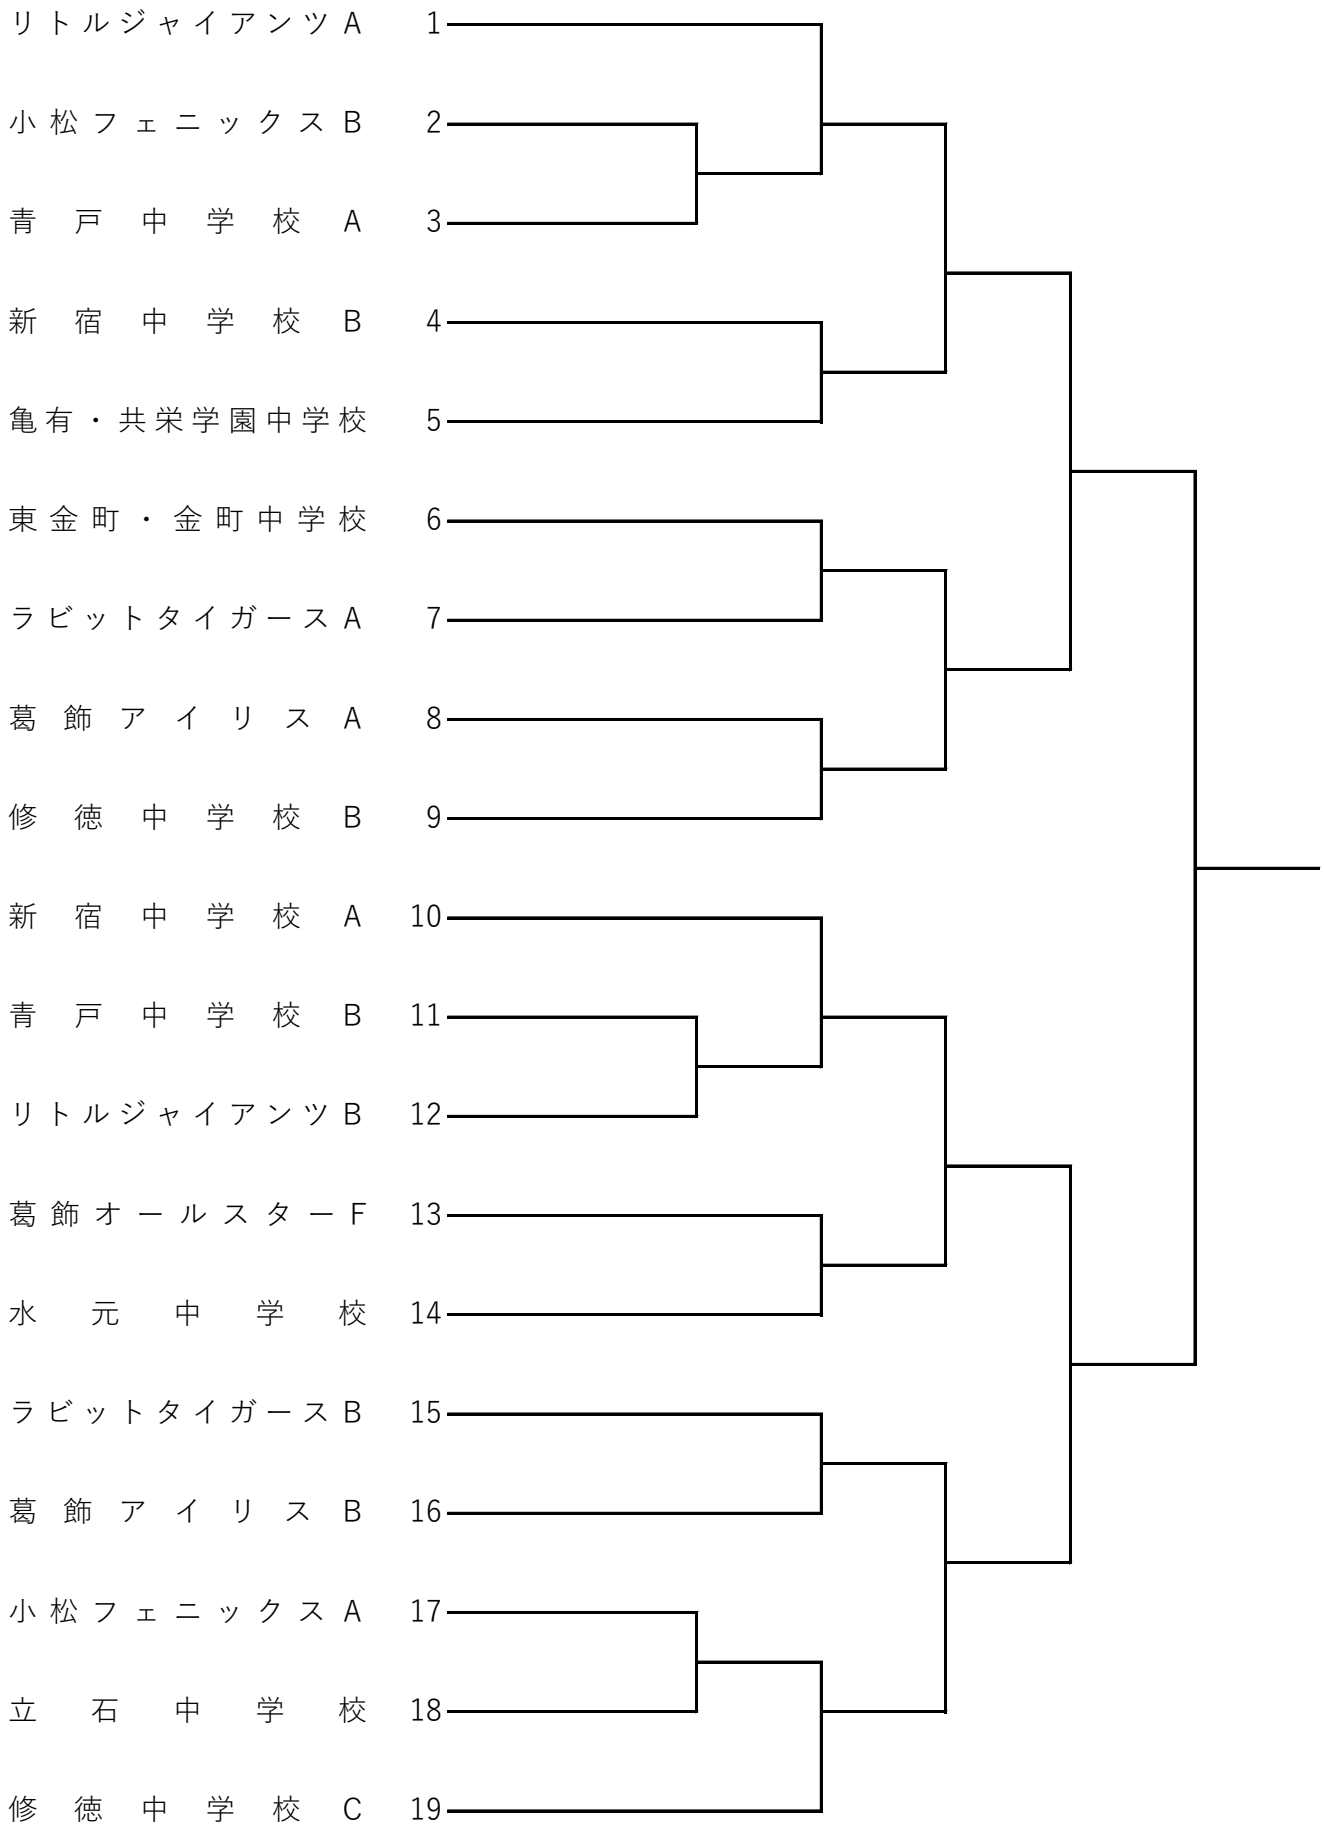 リトルジャイアンツA 1
小松フェニックスB 2
青戸中学校A 3
新宿中学校B 4
亀有・共栄学園中学校 5
東金町・金町中学校 6
ラビットタイガースA 7
葛飾アイリスA 8
修徳中学校B 9
新宿中学校A 10
青戸中学校B 11
リトルジャイアンツB 12
葛飾オールスターF 13
水元中学校 14
ラビットタイガースB 15
葛飾アイリスB 16
小松フェニックスA 17
立石中学校 18
修徳中学校C 19